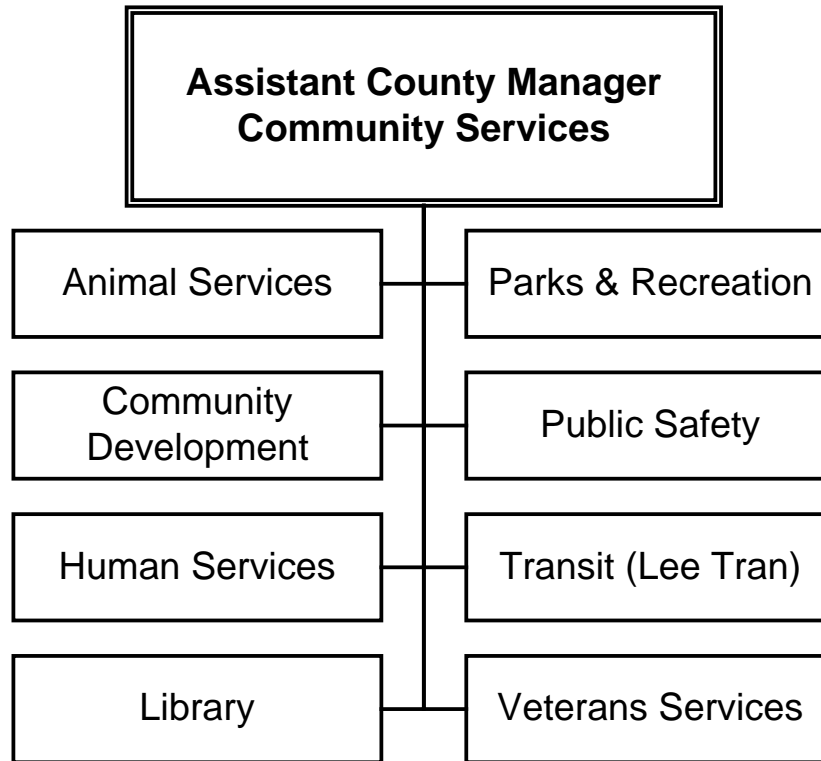 Assistant County Manager
Community Services
Animal Services
Parks & Recreation
Community
Development
Public Safety
Human Services
Transit (Lee Tran)
Library
Veterans Services